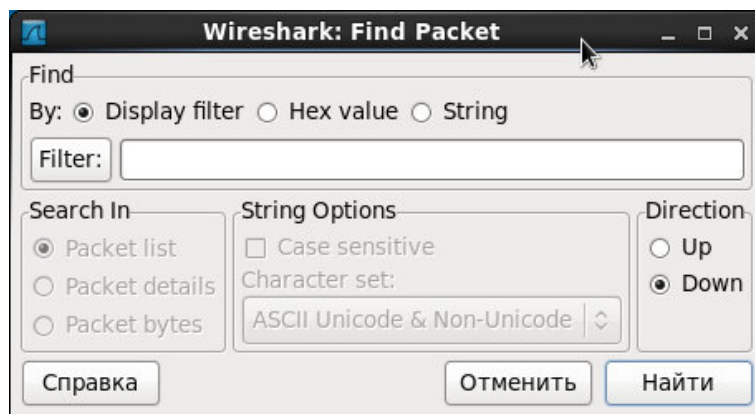 Wireshark: Find Packet
Find
By: Display filter Hex value String
Filter:
Search In
Packet list
Packet details
Packet bytes
String Options
Case sensitive
Character set:
ASCII Unicode & Non-Unicode
Direction
Up
Down
Справка Отменить Найти